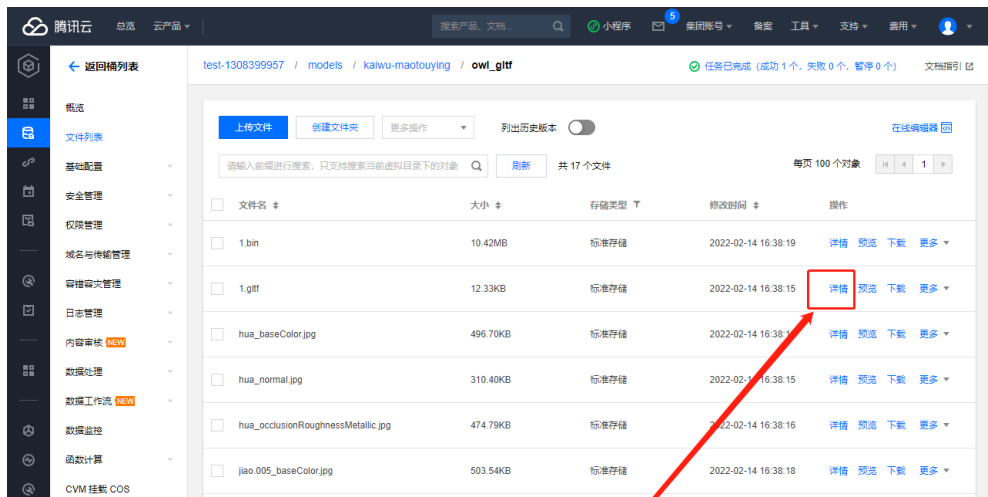 腾讯云 总览 云产品 搜索产品、文档... 小程序 5 集团账号 备案 工具 支持 费用
返回桶列表 test-1308399957 / models / kaiwu-maotouying / owl_gltf 任务已完成 (成功 1 个，失败 0 个，暂停 0 个) 文档指引
概览
文件列表
基础配置
安全管理
权限管理
域名与传输管理
容错容灾管理
日志管理
内容审核 NEW
数据处理
数据工作流 NEW
数据监控
函数计算
CVM 挂载 COS
上传文件 创建文件夹 更多操作 列出历史版本 在线编辑器
请输入前缀进行搜索，只支持搜索当前虚拟目录下的对象 刷新 共 17 个文件 每页 100 个对象 1
文件名 大小 存储类型 修改时间 操作
1.bin 10.42MB 标准存储 2022-02-14 16:38:19 详情 预览 下载 更多
1.gltf 12.33KB 标准存储 2022-02-14 16:38:15 详情 预览 下载 更多
hua_baseColor.jpg 496.70KB 标准存储 2022-02-14 详情 预览 下载 更多
hua_normal.jpg 310.40KB 标准存储 16:38:15 详情 预览 下载 更多
hua_occlusionRoughnessMetallic.jpg 474.79KB 标准存储 16:38:16 详情 预览 下载 更多
jiao.005_baseColor.jpg 503.54KB 标准存储 2022-02-14 16:38:18 详情 预览 下载 更多